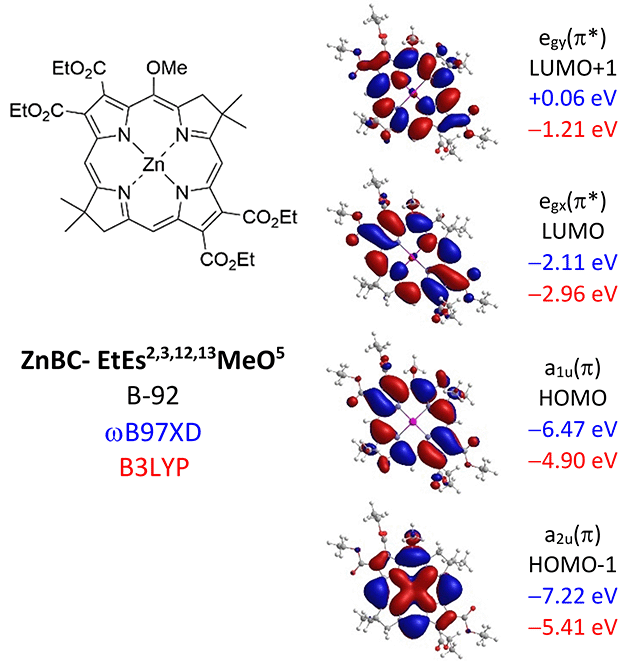 EtO₂C
OMe
EtO₂C
N
N
Zn
N
N
CO₂Et
CO₂Et
ZnBC- EtEs²,³,¹²,¹³MeO⁵
B-92
ωB97XD
B3LYP
e_gy(π*)
LUMO+1
+0.06 eV
−1.21 eV
e_gx(π*)
LUMO
−2.11 eV
−2.96 eV
a₁ᵤ(π)
HOMO
−6.47 eV
−4.90 eV
a₂ᵤ(π)
HOMO-1
−7.22 eV
−5.41 eV